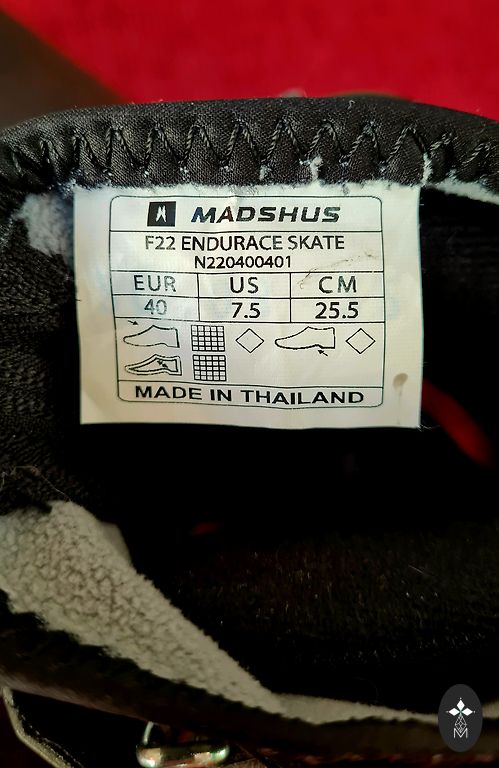 MADSHUS
F22 ENDURACE SKATE
N220400401
EUR US CM
40 7.5 25.5
MADE IN THAILAND
M